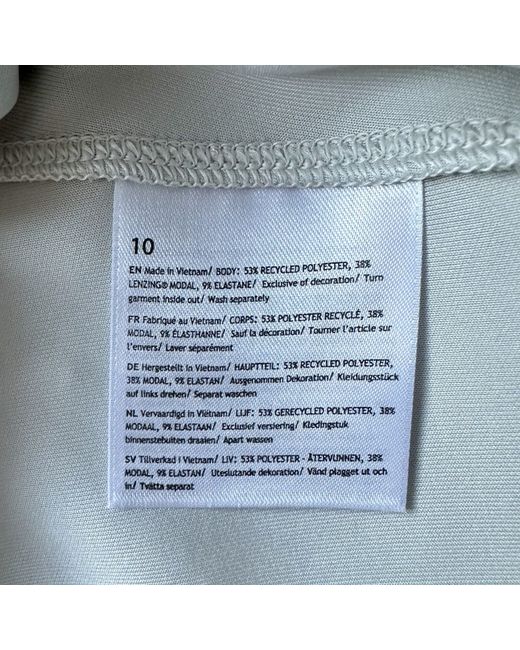 10
EN Made in Vietnam/ BODY: 53% RECYCLED POLYESTER, 38%
LENZING® MODAL, 9% ELASTANE/ Exclusive of decoration/ Turn
garment inside out/ Wash separately
FR Fabriqué au Vietnam/ CORPS: 53% POLYESTER RECYCLÉ, 38%
MODAL, 9% ÉLASTHANNE/ Sauf la décoration/ Tourner l'article sur
l'envers/ Laver séparément
DE Hergestellt in Vietnam/ HAUPTTEIL: 53% RECYCLED POLYESTER,
38% MODAL, 9% ELASTAN/ Ausgenommen Dekoration/ Kleidungsstück
auf links drehen/ Separat waschen
NL Vervaardigd in Viëtnam/ LIJF: 53% GERECYCLED POLYESTER, 38%
MODAAL, 9% ELASTAAN/ Exclusief versiering/ Kledingstuk
binnenstebuiten draaien/ Apart wassen
SV Tillverkad i Vietnam/ LIV: 53% POLYESTER - ÅTERVUNNEN, 38%
MODAL, 9% ELASTAN/ Uteslutande dekoration/ Vänd plagget ut och
in/ Tvätta separat